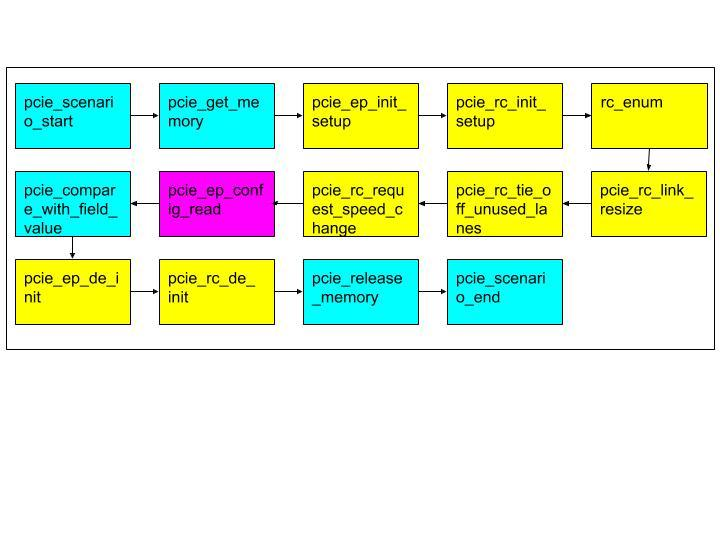 pcie_scenari
o_start
pcie_get_me
mory
pcie_ep_init_
setup
pcie_rc_init_
setup
rc_enum
pcie_compar
e_with_field_
value
pcie_ep_conf
ig_read
pcie_rc_requ
est_speed_c
hange
pcie_rc_tie_o
ff_unused_la
nes
pcie_rc_link_
resize
pcie_ep_de_i
nit
pcie_rc_de_
init
pcie_release
_memory
pcie_scenari
o_end